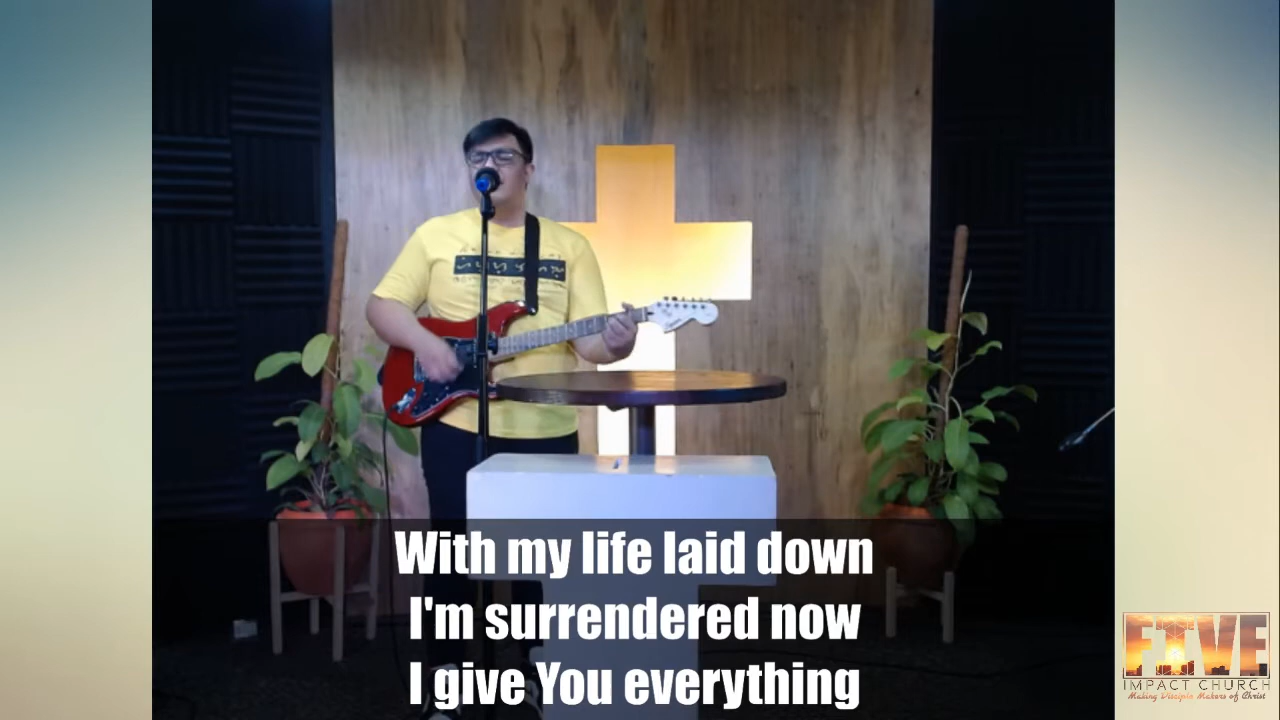 With my life laid down
I'm surrendered now
I give You everything
FIVE
IMPACT CHURCH
Making Disciple Makers of Christ